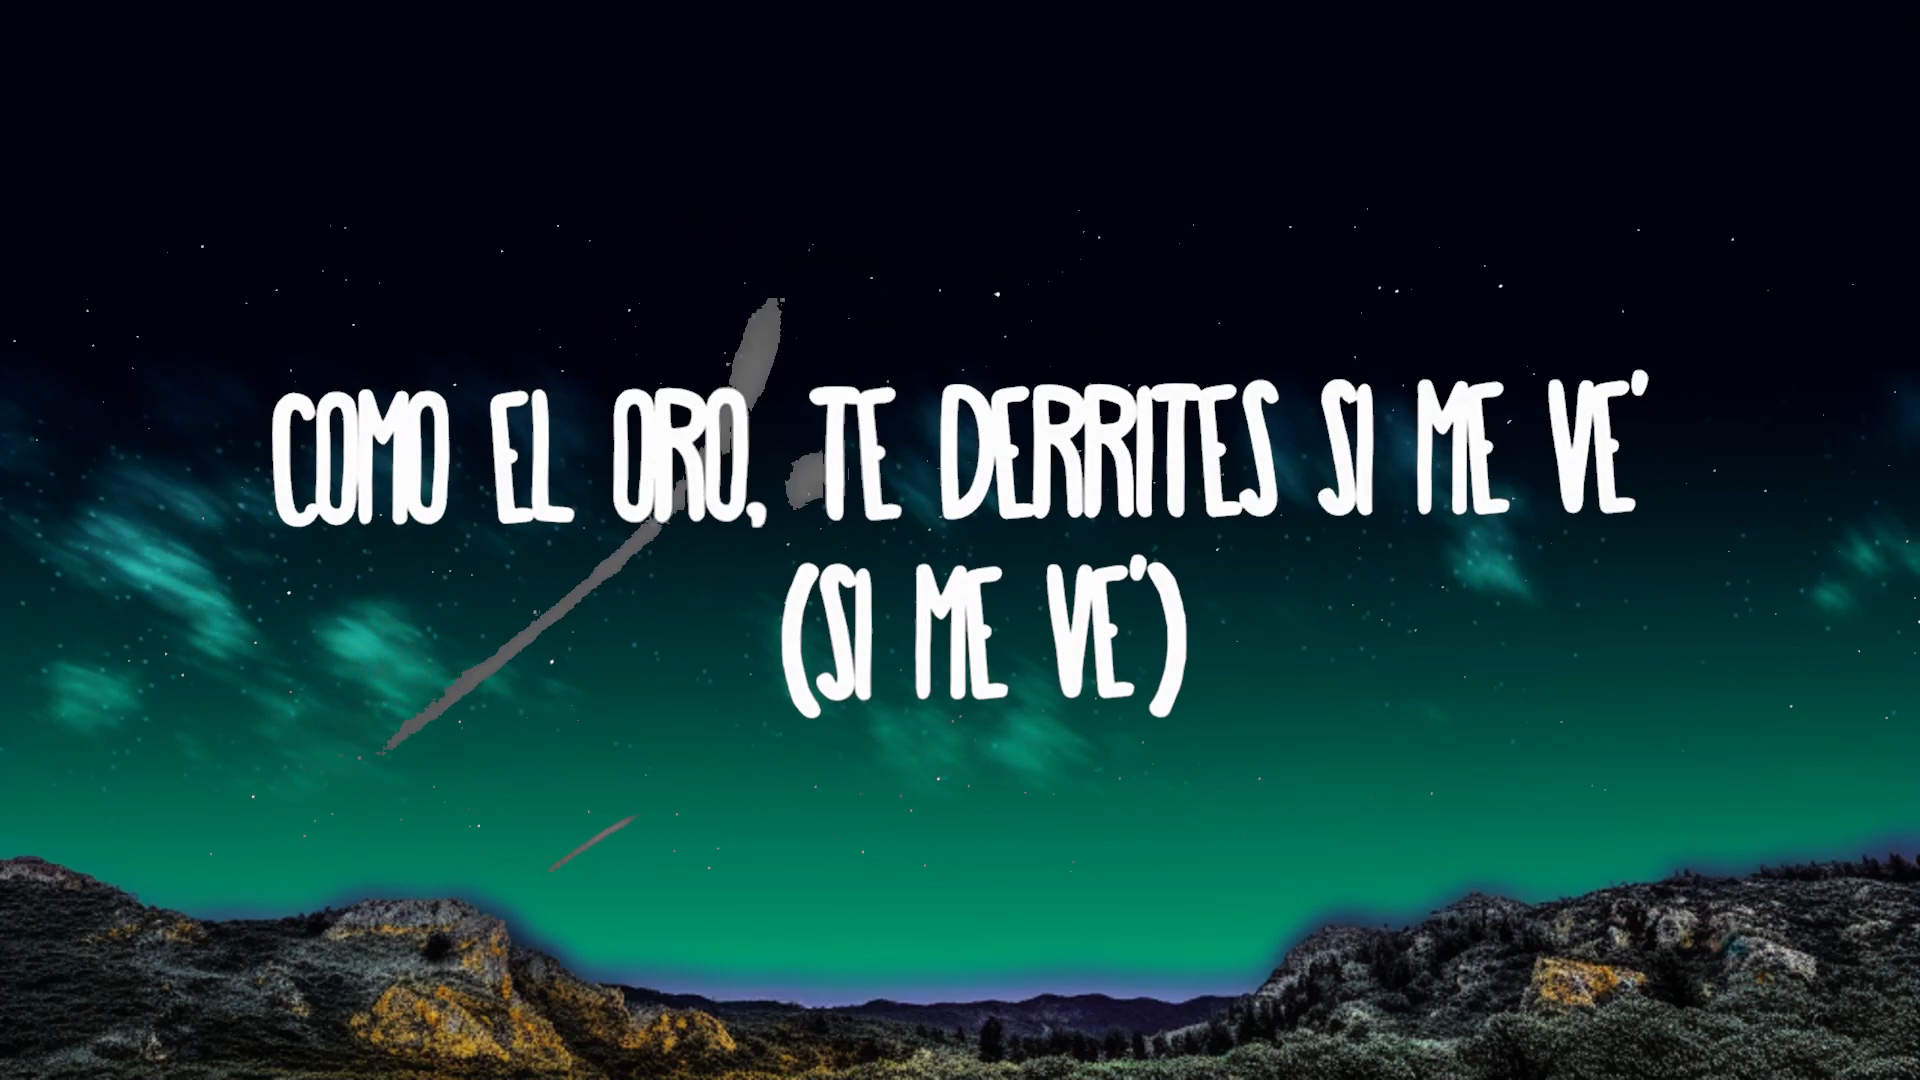 COMO EL ORO, TE DERRITES SI ME VE'
(SI ME VE')